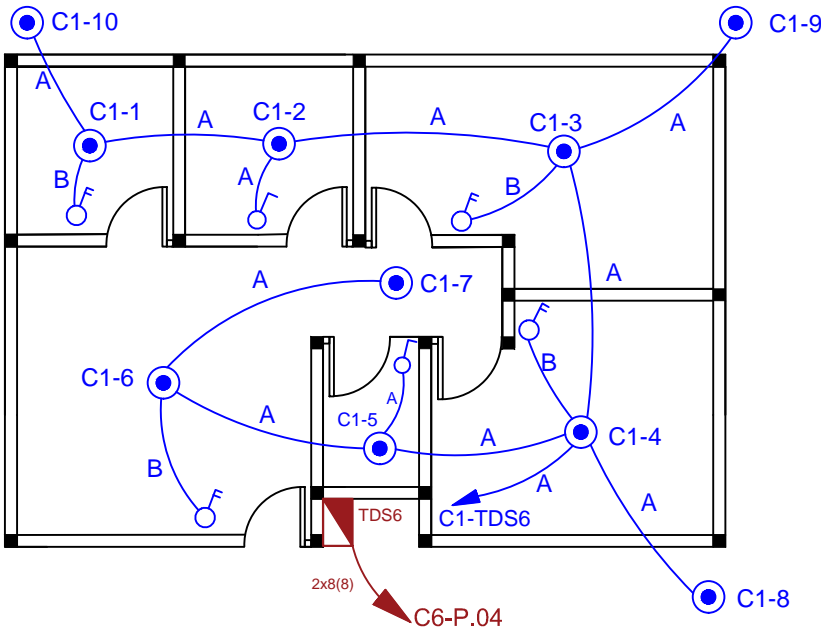 C1-10
C1-9
A
C1-1
A
C1-2
A
C1-3
A
B
A
B
A
C1-7
A
B
C1-6
A
C1-5
A
A
C1-4
B
A
A
TDS6
C1-TDS6
2x8(8)
C1-8
C6-P.04